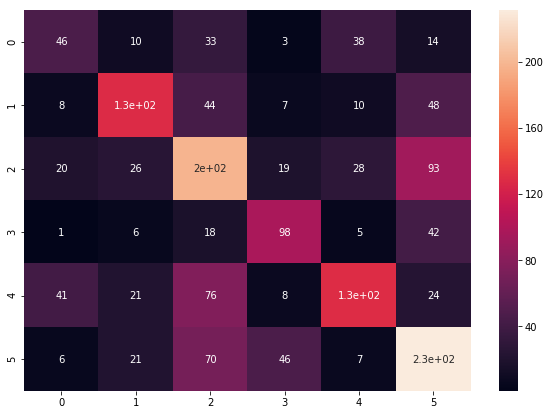 0 46 10 33 3 38 14
1 8 1.3e+02 44 7 10 48
2 20 26 2e+02 19 28 93
3 1 6 18 98 5 42
4 41 21 76 8 1.3e+02 24
5 6 21 70 46 7 2.3e+02
0 1 2 3 4 5
200
160
120
80
40